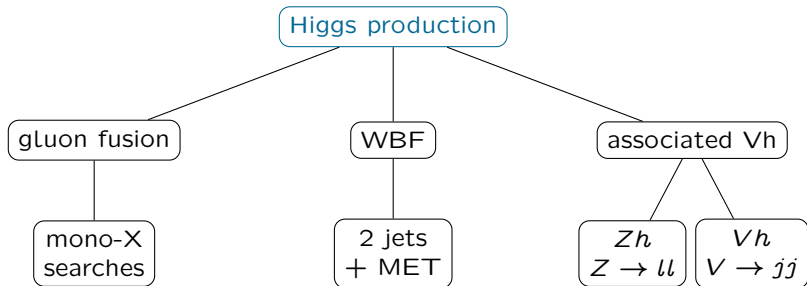 Higgs production
gluon fusion
WBF
associated Vh
mono-X
searches
2 jets
+ MET
Zh
Z → ll
Vh
V → jj